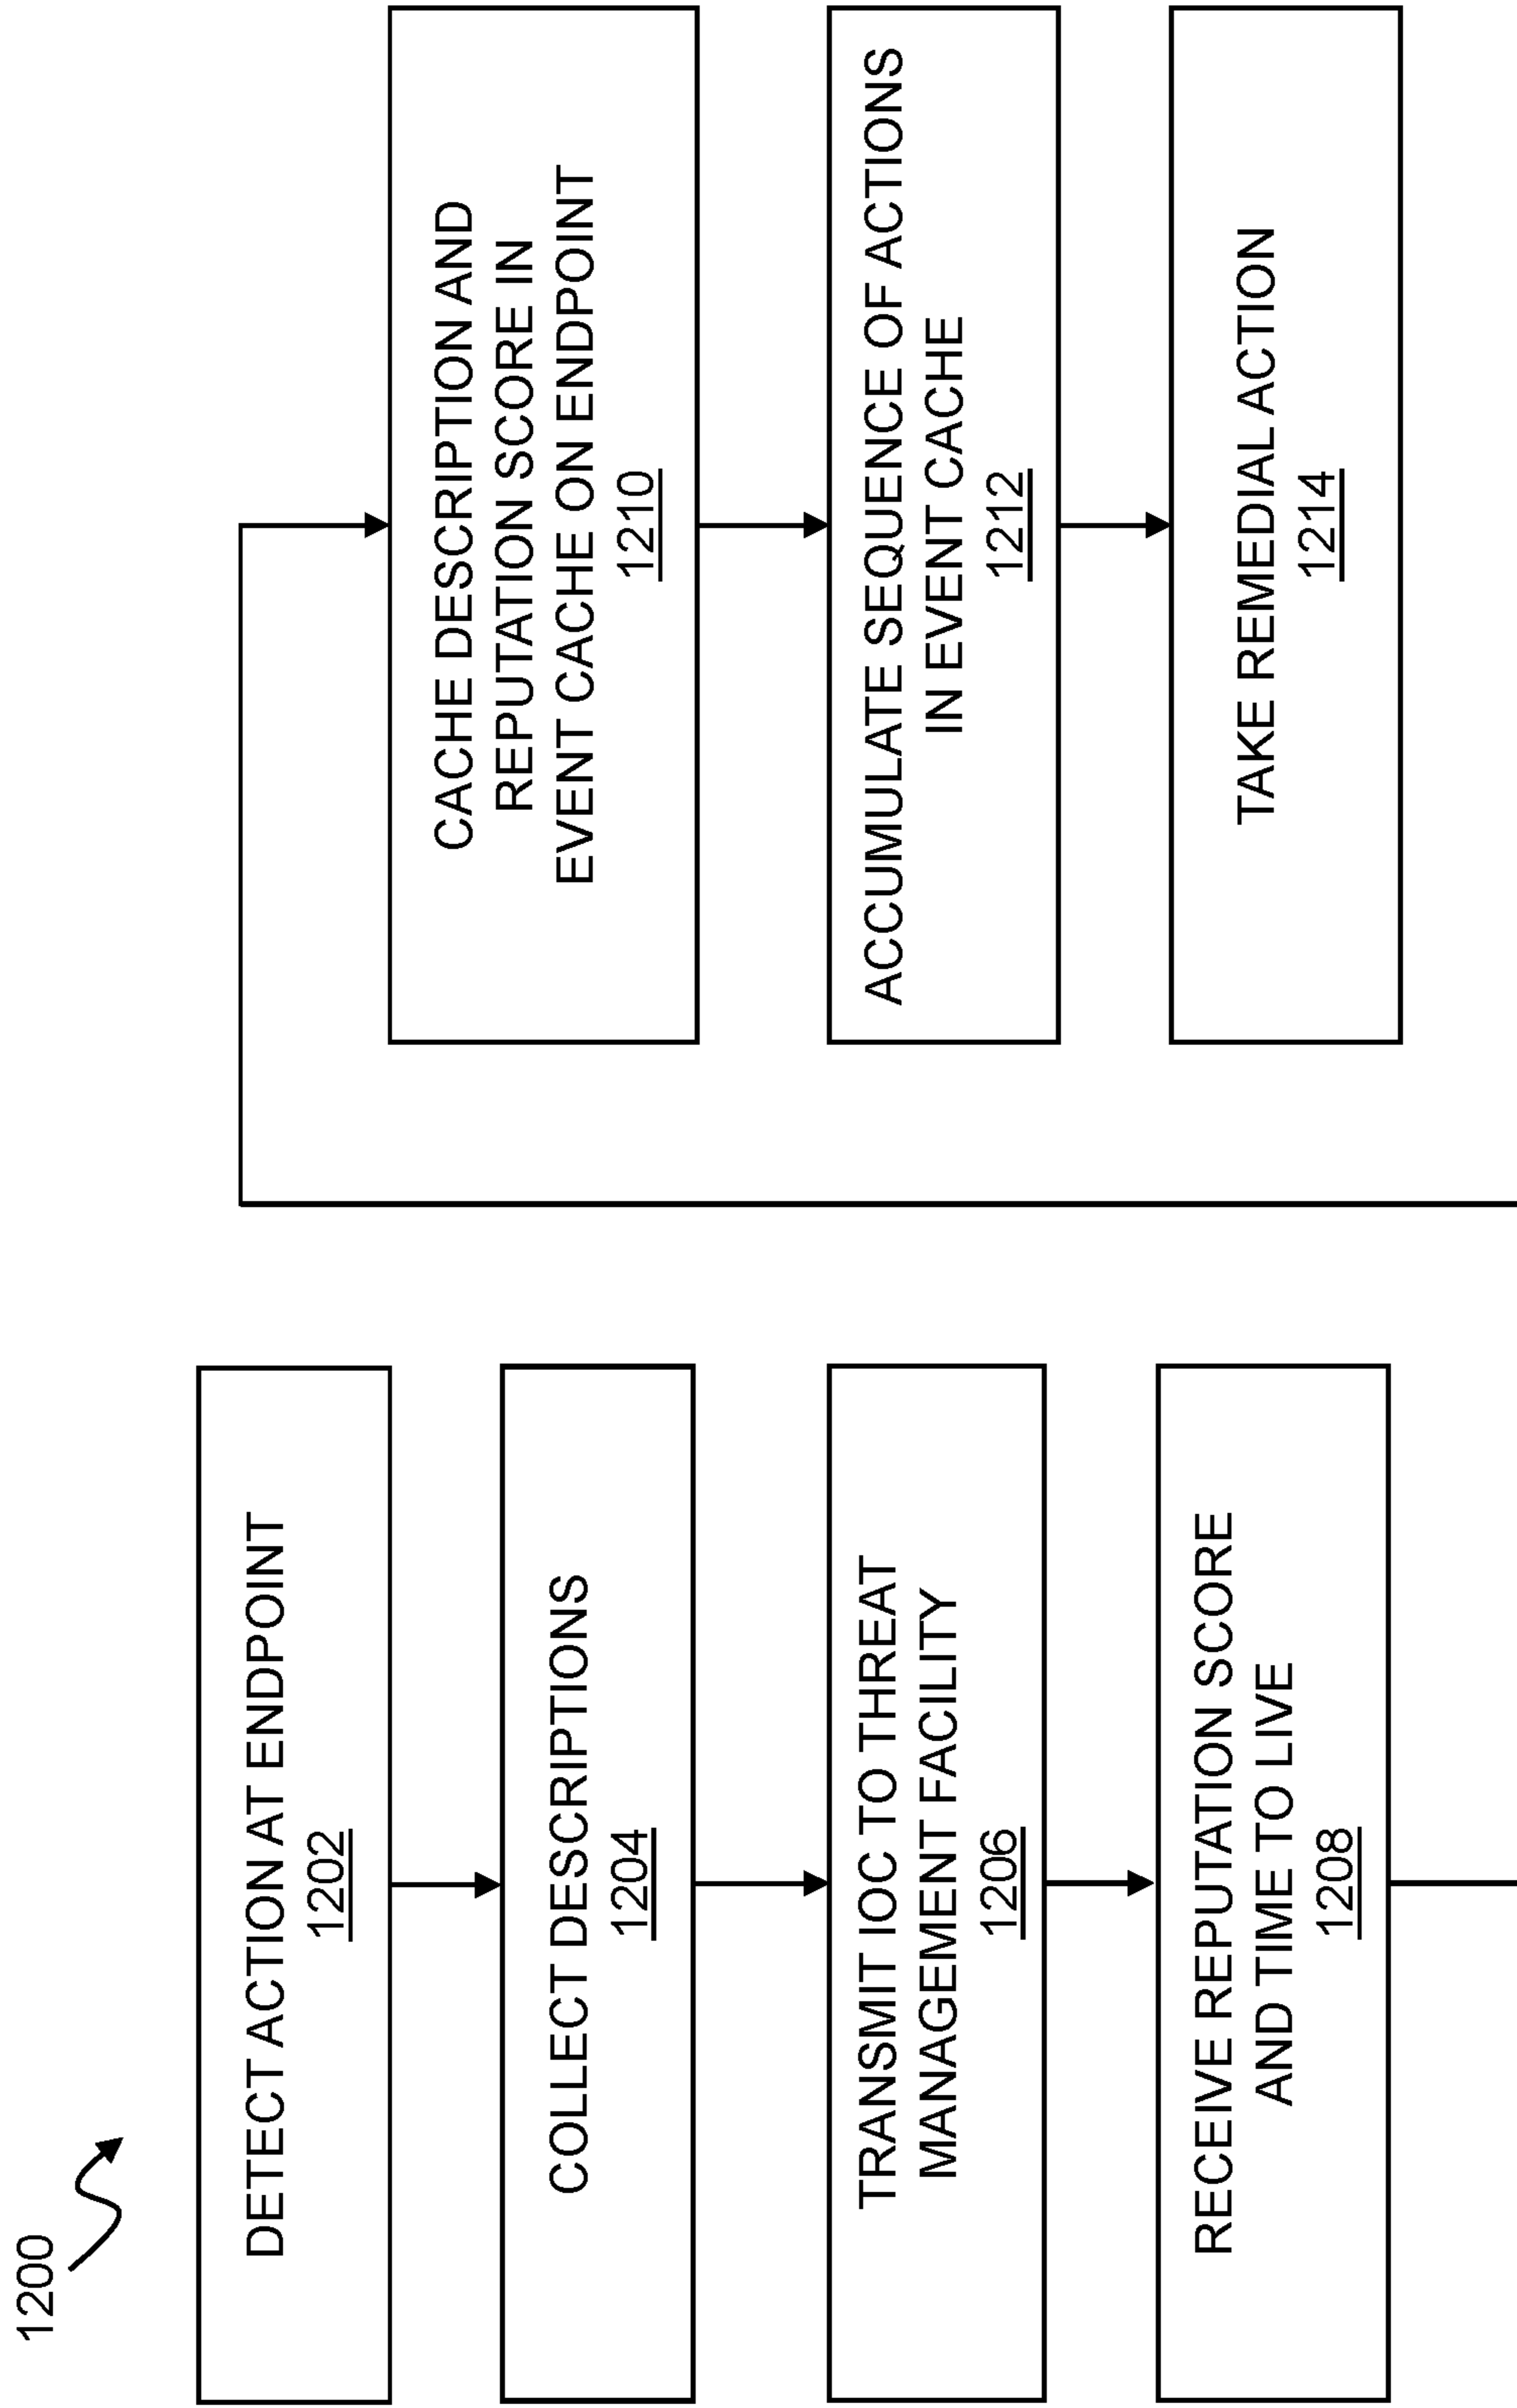 1200
DETECT ACTION AT ENDPOINT
1202
COLLECT DESCRIPTIONS
1204
TRANSMIT IOC TO THREAT
MANAGEMENT FACILITY
1206
RECEIVE REPUTATION SCORE
AND TIME TO LIVE
1208
CACHE DESCRIPTION AND
REPUTATION SCORE IN
EVENT CACHE ON ENDPOINT
1210
ACCUMULATE SEQUENCE OF ACTIONS
IN EVENT CACHE
1212
TAKE REMEDIAL ACTION
1214